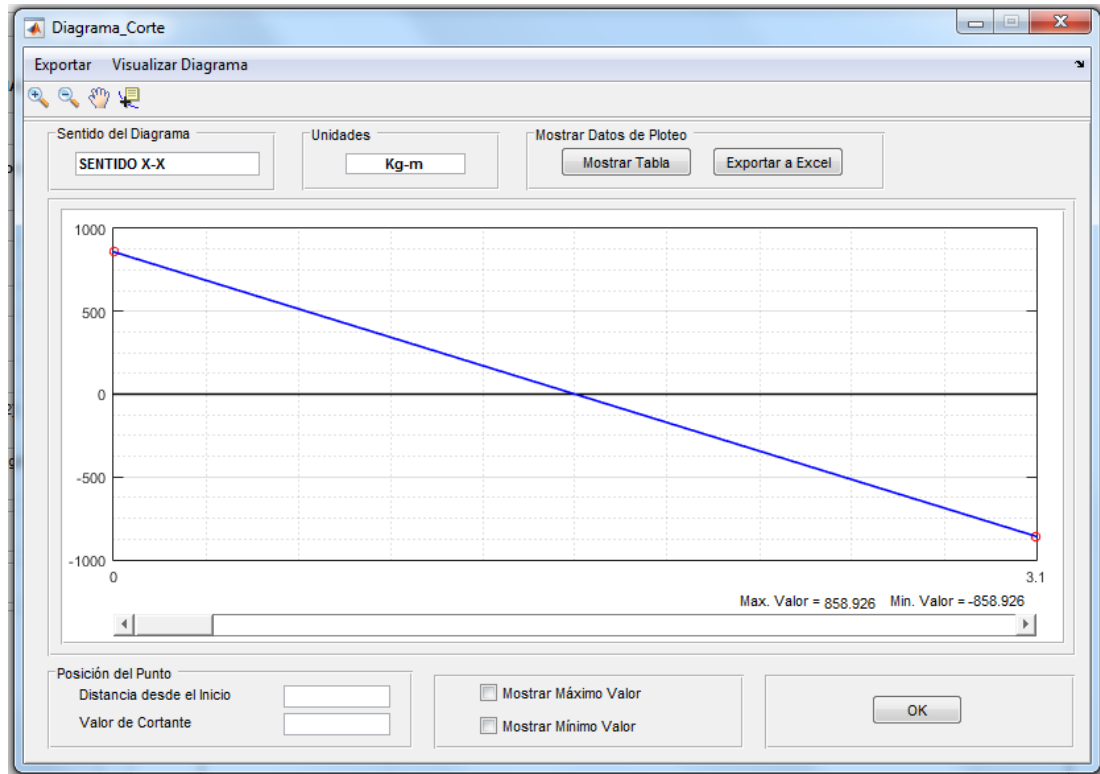 Diagrama_Corte
Exportar Visualizar Diagrama
Sentido del Diagrama
SENTIDO X-X
Unidades
Kg-m
Mostrar Datos de Ploteo
Mostrar Tabla
Exportar a Excel
1000
500
0
-500
-1000
0
3.1
Max. Valor = 858.926 Min. Valor = -858.926
Posición del Punto
Distancia desde el Inicio
Valor de Cortante
Mostrar Máximo Valor
Mostrar Mínimo Valor
OK